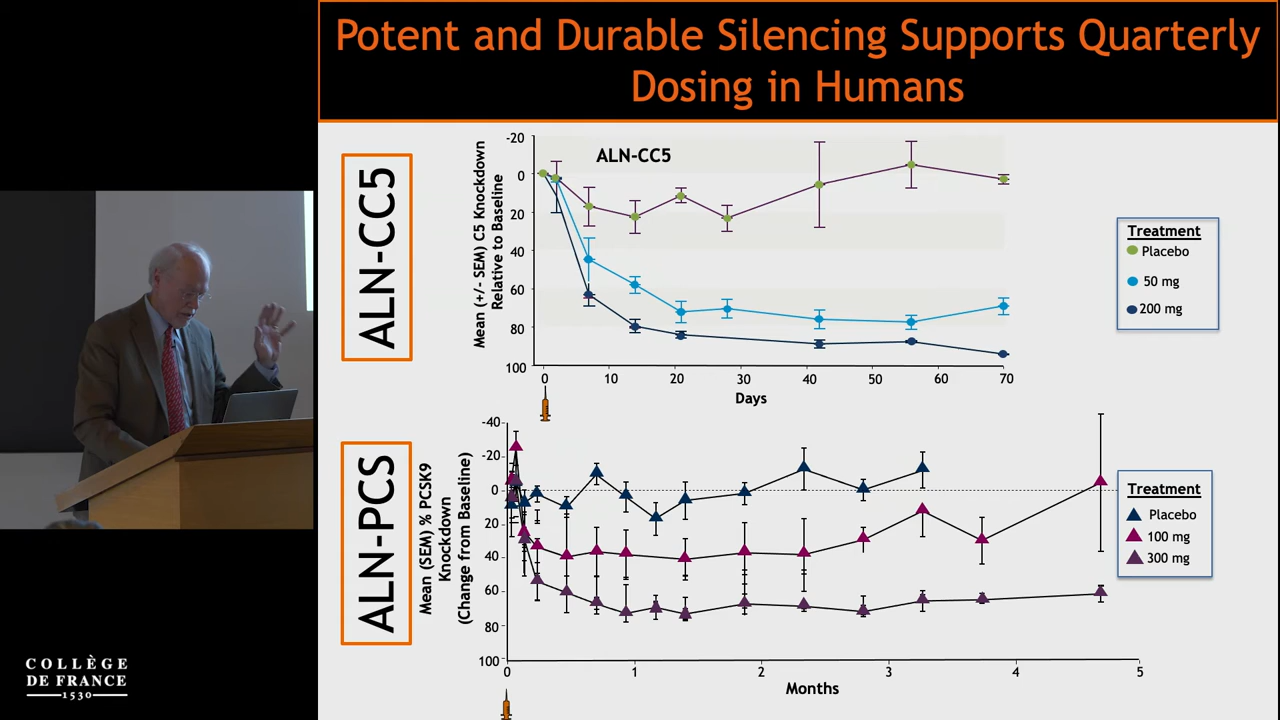 Potent and Durable Silencing Supports Quarterly
Dosing in Humans
ALN-CC5
ALN-CC5
Mean (+/- SEM) C5 Knockdown
Relative to Baseline
-20
0
20
40
60
80
100
0 10 20 30 40 50 60 70
Days
Treatment
Placebo
50 mg
200 mg
ALN-PCS
Mean (SEM) % PCSK9
Knockdown
(Change from Baseline)
-40
-20
0
20
40
60
80
100
0 1 2 3 4 5
Months
Treatment
Placebo
100 mg
300 mg
COLLÈGE
DE FRANCE
1530